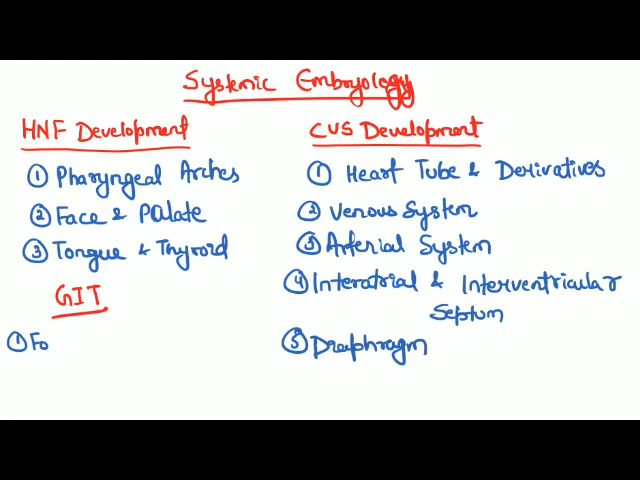 Systemic Embryology
HNF Development
① Pharyngeal Arches
② Face & Palate
③ Tongue & Thyroid
GIT
① Fo
CVS Development
① Heart Tube & Derivatives
② Venous System
③ Arterial System
④ Interatrial & Interventricular
Septum
⑤ Diaphragm